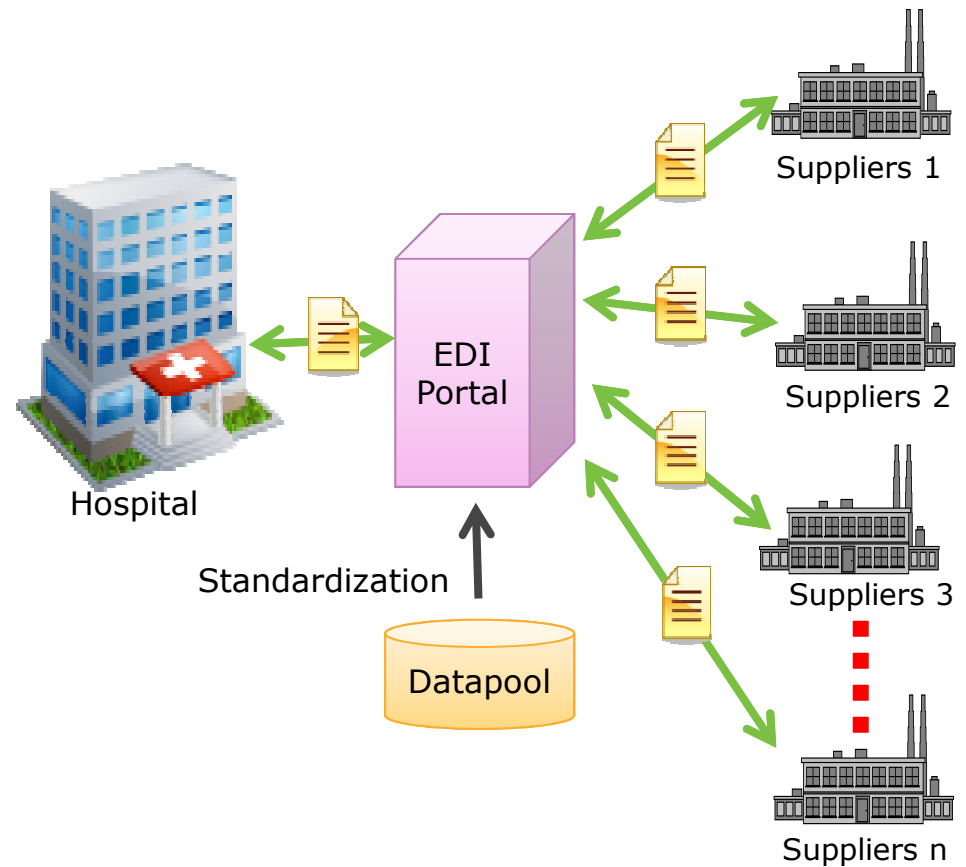 Suppliers 1
Suppliers 2
EDI
Portal
Hospital
Standardization
Suppliers 3
Datapool
Suppliers n